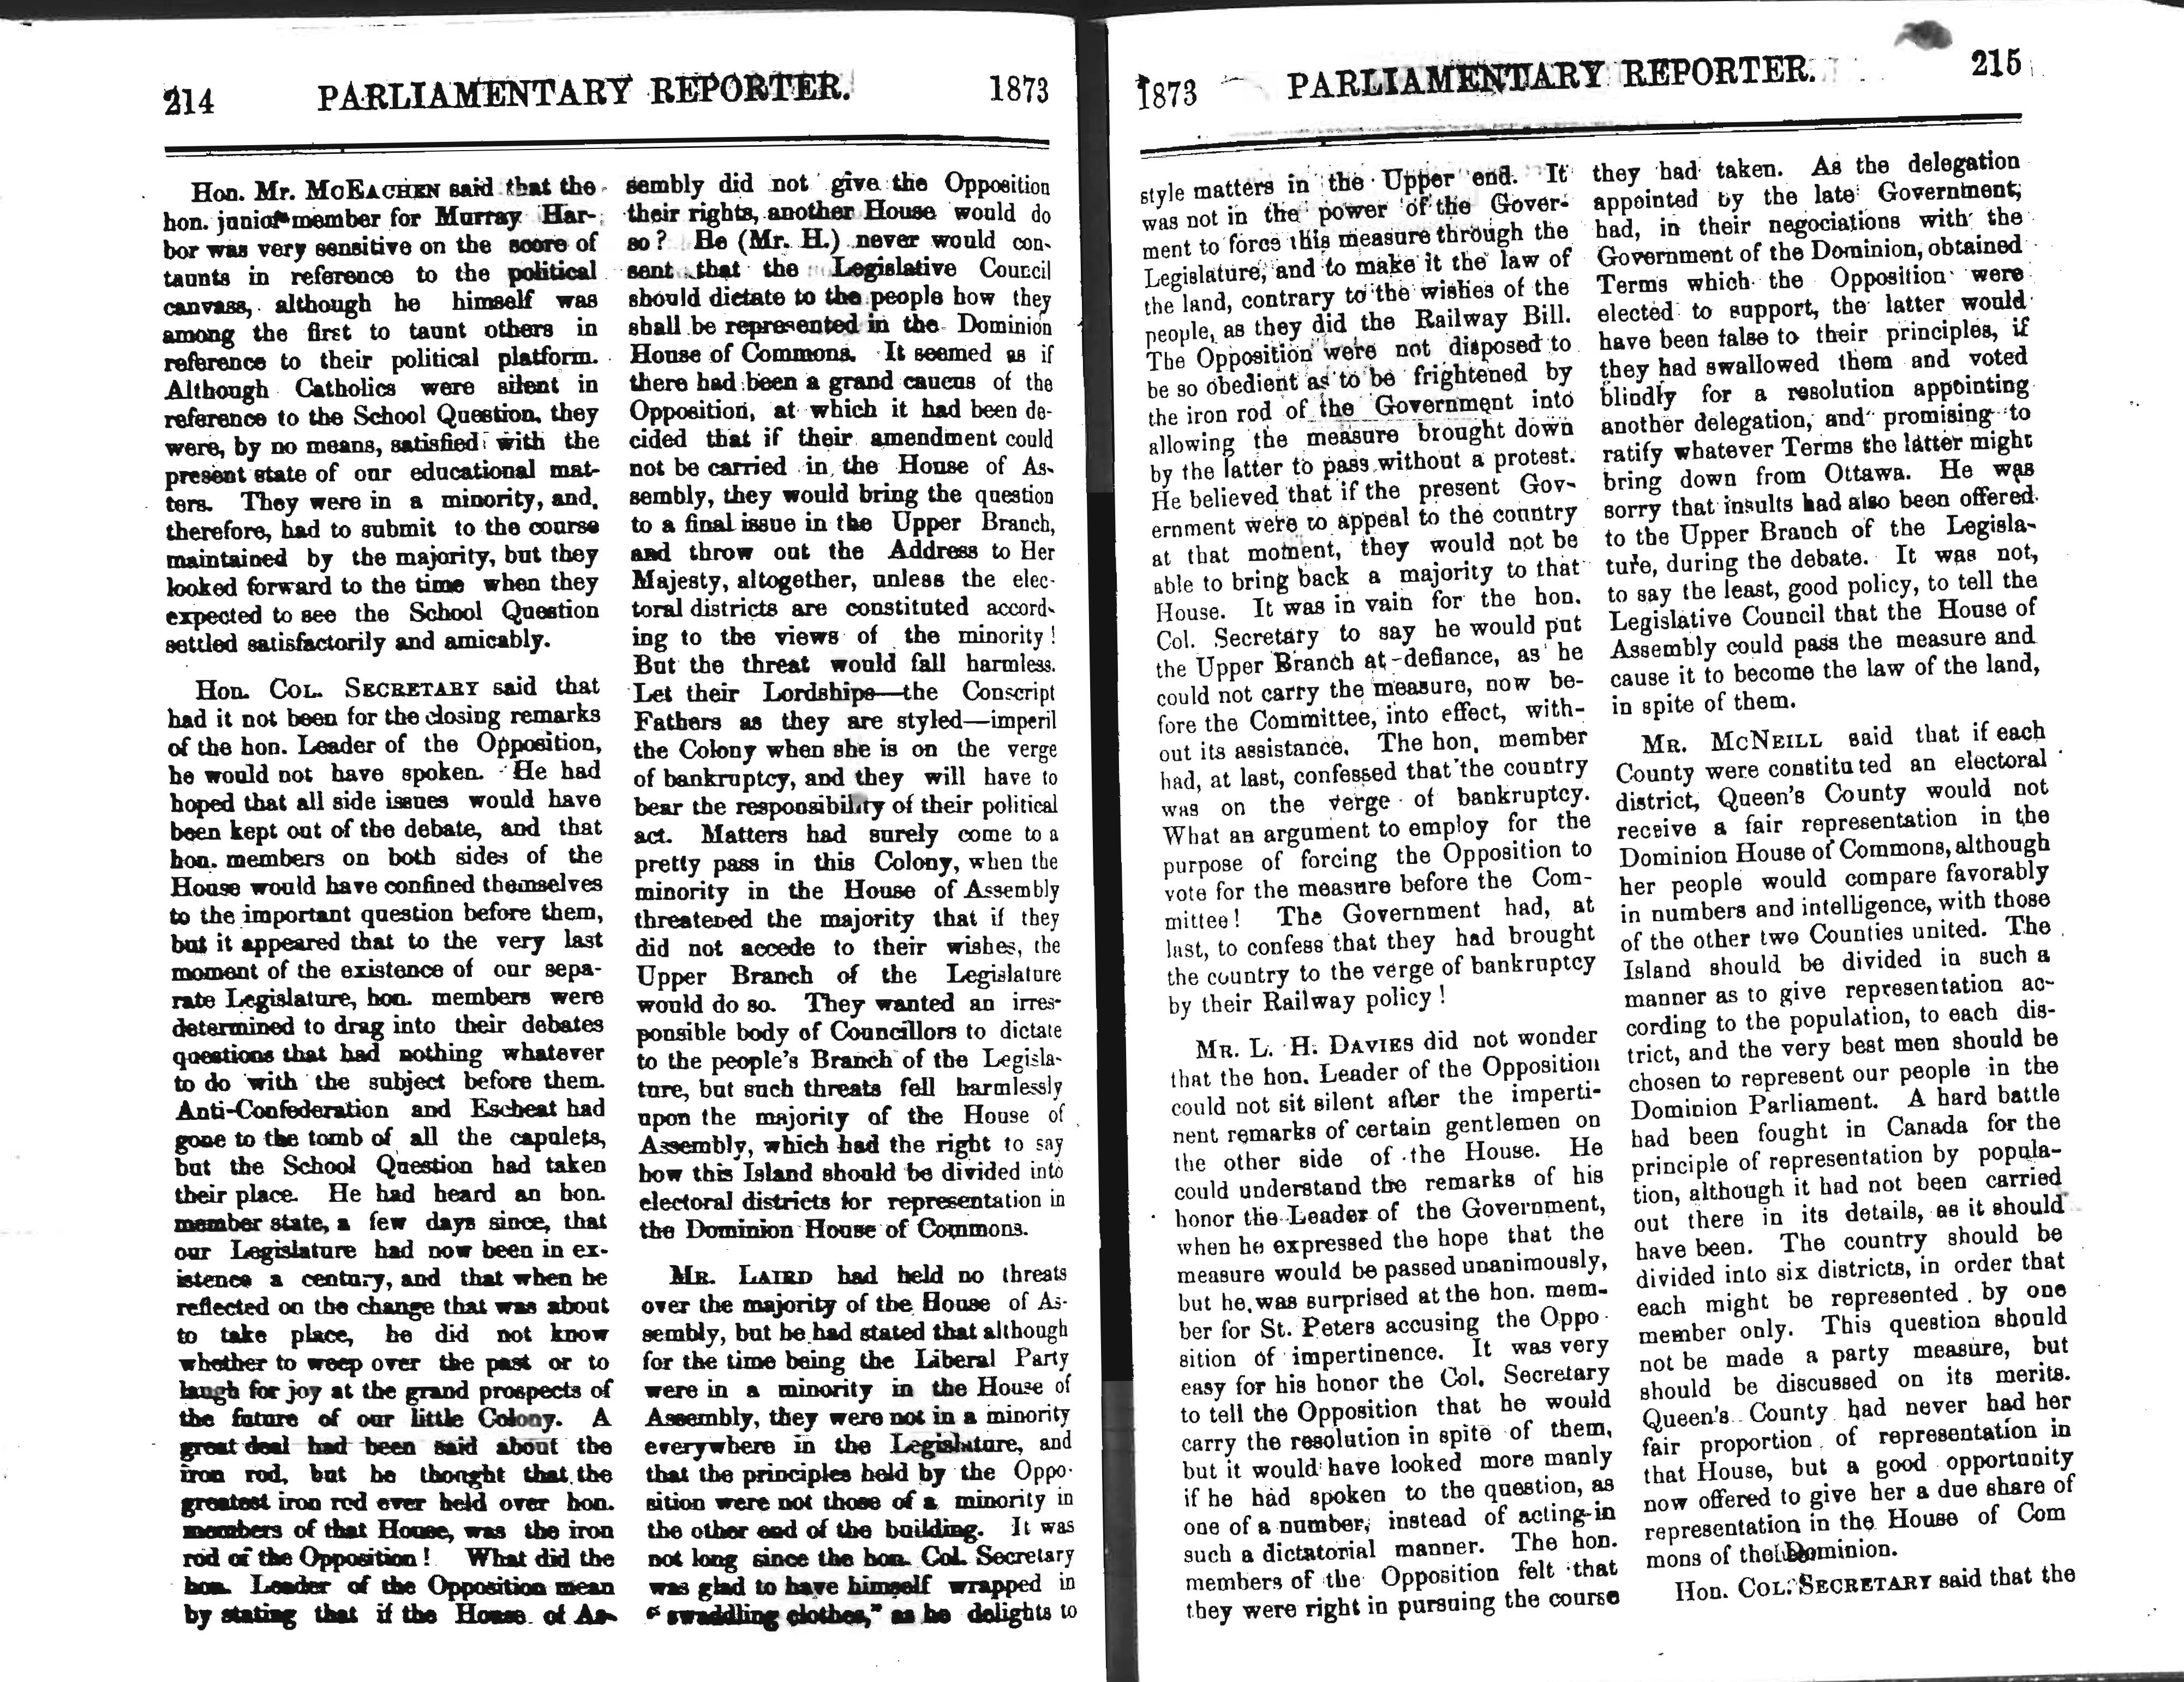 214 PARLIAMENTARY REPORTER. 1873
Hon. Mr. McEachen said that the
hon. junior member for Murray Har-
bor was very sensitive on the score of
taunts in reference to the political
canvass, although he himself was
among the first to taunt others in
reference to their political platform.
Although Catholics were silent in
reference to the School Question, they
were, by no means, satisfied with the
present state of our educational mat-
ters. They were in a minority, and,
therefore, had to submit to the course
maintained by the majority, but they
looked forward to the time when they
expected to see the School Question
settled satisfactorily and amicably.
Hon. Col. Secretary said that
had it not been for the closing remarks
of the hon. Leader of the Opposition,
he would not have spoken. He had
hoped that all side issues would have
been kept out of the debate, and that
hon. members on both sides of the
House would have confined themselves
to the important question before them,
but it appeared that to the very last
moment of the existence of our sepa-
rate Legislature, hon. members were
determined to drag into their debates
questions that had nothing whatever
to do with the subject before them.
Anti-Confederation and Escheat had
gone to the tomb of all the capulets,
but the School Question had taken
their place. He had heard an hon.
member state, a few days since, that
our Legislature had now been in ex-
istence a century, and that when he
reflected on the change that was about
to take place, he did not know
whether to weep over the past or to
laugh for joy at the grand prospects of
the future of our little Colony. A
great deal had been said about the
iron rod, but he thought that the
greatest iron rod ever held over hon.
members of that House, was the iron
rod of the Opposition! What did the
hon. Leader of the Opposition mean
by stating that if the House of As-
sembly did not give the Opposition
their rights, another House would do
so? He (Mr. H.) never would con-
sent that the Legislative Council
should dictate to the people how they
shall be represented in the Dominion
House of Commons. It seemed as if
there had been a grand caucus of the
Opposition, at which it had been de-
cided that if their amendment could
not be carried in the House of As-
sembly, they would bring the question
to a final issue in the Upper Branch,
and throw out the Address to Her
Majesty, altogether, unless the elec-
toral districts are constituted accord-
ing to the views of the minority!
But the threat would fall harmless.
Let their Lordships—the Conscript
Fathers as they are styled—imperil
the Colony when she is on the verge
of bankruptcy, and they will have to
bear the responsibility of their political
act. Matters had surely come to a
pretty pass in this Colony, when the
minority in the House of Assembly
threatened the majority that if they
did not accede to their wishes, the
Upper Branch of the Legislature
would do so. They wanted an irres-
ponsible body of Councillors to dictate
to the people's Branch of the Legisla-
ture, but such threats fell harmlessly
upon the majority of the House of
Assembly, which had the right to say
how this Island should be divided into
electoral districts for representation in
the Dominion House of Commons.
Mr. Laird had held no threats
over the majority of the House of As-
sembly, but he had stated that although
for the time being the Liberal Party
were in a minority in the House of
Assembly, they were not in a minority
everywhere in the Legislature, and
that the principles held by the Oppo-
sition were not those of a minority in
the other end of the building. It was
not long since the hon. Col. Secretary
was glad to have himself wrapped in
"swaddling clothes," as he delights to
1873 PARLIAMENTARY REPORTER. 215
style matters in the Upper end. It
was not in the power of the Gover-
ment to force this measure through the
Legislature, and to make it the law of
the land, contrary to the wishes of the
people, as they did the Railway Bill.
The Opposition were not disposed to
be so obedient as to be frightened by
the iron rod of the Government into
allowing the measure brought down
by the latter to pass without a protest.
He believed that if the present Gov-
ernment were to appeal to the country
at that moment, they would not be
able to bring back a majority to that
House. It was in vain for the hon.
Col. Secretary to say he would put
the Upper Branch at defiance, as he
could not carry the measure, now be-
fore the Committee, into effect, with-
out its assistance. The hon. member
had, at last, confessed that the country
was on the verge of bankruptcy.
What an argument to employ for the
purpose of forcing the Opposition to
vote for the measure before the Com-
mittee! The Government had, at
last, to confess that they had brought
the country to the verge of bankruptcy
by their Railway policy!
Mr. L. H. Davies did not wonder
that the hon. Leader of the Opposition
could not sit silent after the imperti-
nent remarks of certain gentlemen on
the other side of the House. He
could understand the remarks of his
honor the Leader of the Government,
when he expressed the hope that the
measure would be passed unanimously,
but he was surprised at the hon. mem-
ber for St. Peters accusing the Oppo-
sition of impertinence. It was very
easy for his honor the Col. Secretary
to tell the Opposition that he would
carry the resolution in spite of them,
but it would have looked more manly
if he had spoken to the question, as
one of a number, instead of acting in
such a dictatorial manner. The hon.
members of the Opposition felt that
they were right in pursuing the course
they had taken. As the delegation
appointed by the late Government,
had, in their negociations with the
Government of the Dominion, obtained
Terms which the Opposition were
elected to support, the latter would
have been false to their principles, if
they had swallowed them and voted
blindly for a resolution appointing
another delegation, and promising to
ratify whatever Terms the latter might
bring down from Ottawa. He was
sorry that insults had also been offered
to the Upper Branch of the Legisla-
ture, during the debate. It was not,
to say the least, good policy, to tell the
Legislative Council that the House of
Assembly could pass the measure and
cause it to become the law of the land,
in spite of them.
Mr. McNeill said that if each
County were constituted an electoral
district, Queen's County would not
receive a fair representation in the
Dominion House of Commons, although
her people would compare favorably
in numbers and intelligence, with those
of the other two Counties united. The
Island should be divided in such a
manner as to give representation ac-
cording to the population, to each dis-
trict, and the very best men should be
chosen to represent our people in the
Dominion Parliament. A hard battle
had been fought in Canada for the
principle of representation by popula-
tion, although it had not been carried
out there in its details, as it should
have been. The country should be
divided into six districts, in order that
each might be represented by one
member only. This question should
not be made a party measure, but
should be discussed on its merits.
Queen's County had never had her
fair proportion of representation in
that House, but a good opportunity
now offered to give her a due share of
representation in the House of Com
mons of the Dominion.
Hon. Col. Secretary said that the